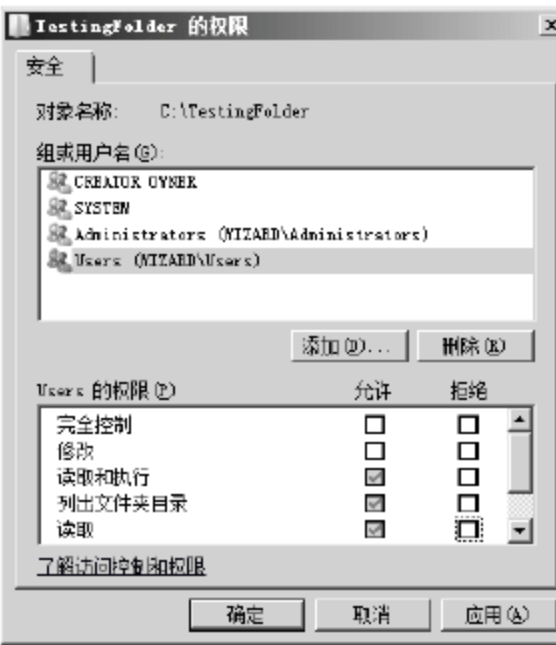 TestingFolder 的权限
安全
对象名称: C:\TestingFolder
组或用户名(G):
CREATOR OWNER
SYSTEM
Administrators (WIZARD\Administrators)
Users (WIZARD\Users)
添加(D)... 删除(R)
Users 的权限(P) 允许 拒绝
完全控制
修改
读取和执行
列出文件夹目录
读取
了解访问控制和权限
确定 取消 应用(A)